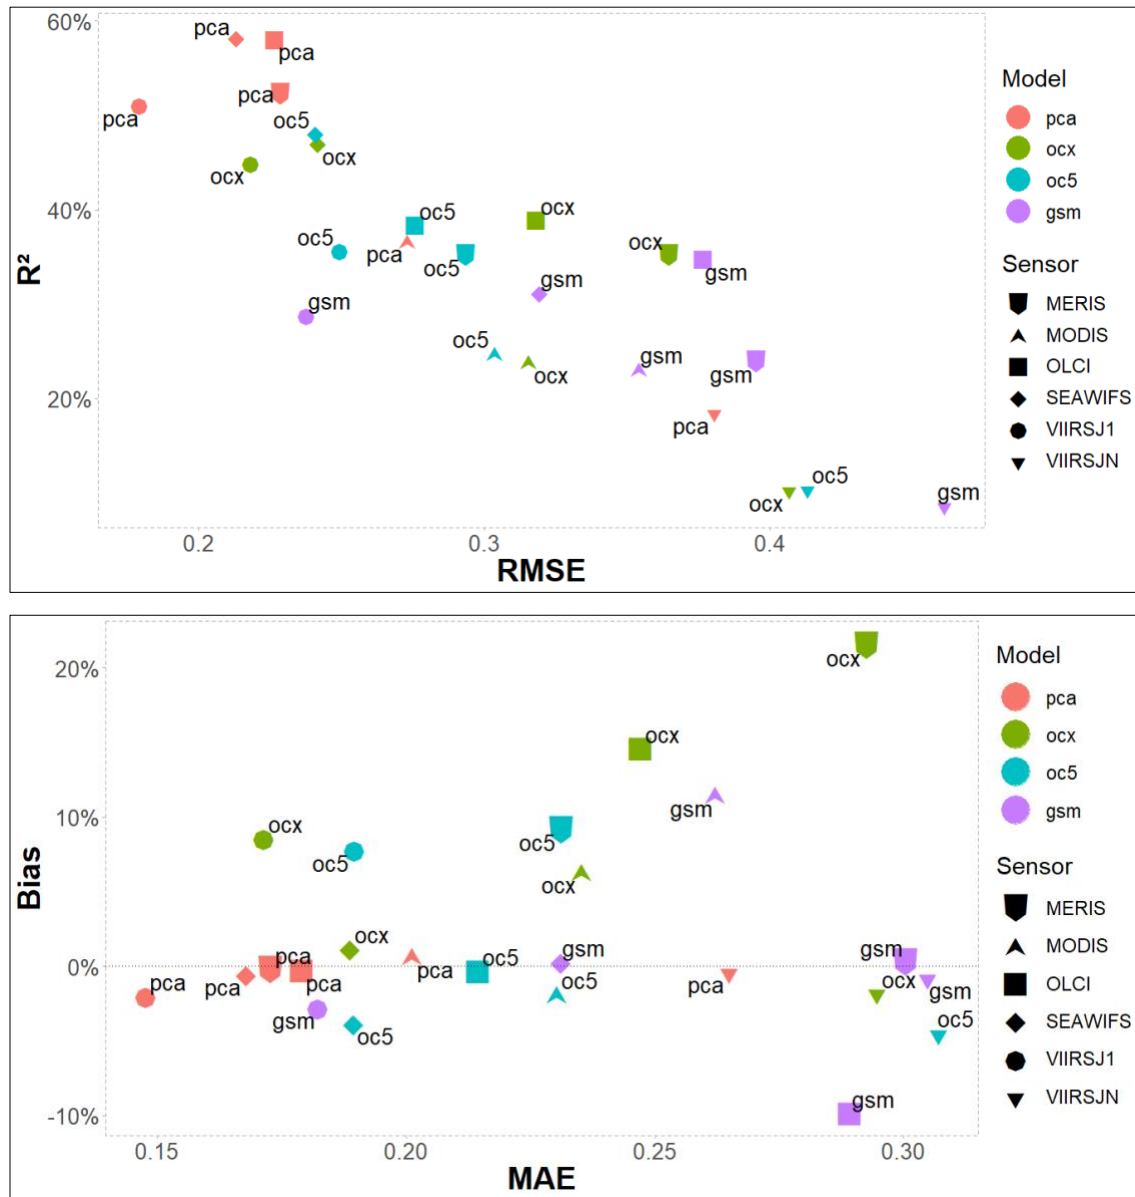 60%
40%
20%
R²
pca
pca
pca
pca
oc5
ocx
ocx
oc5
ocx
pca
oc5
oc5
ocx
gsm
gsm
gsm
oc5
ocx
gsm
gsm
pca
ocx
oc5
gsm
0.2
0.3
0.4
RMSE
Model
pca
ocx
oc5
gsm
Sensor
MERIS
MODIS
OLCI
SEAWIFS
VIIRSJ1
VIIRSJN
20%
10%
0%
-10%
Bias
ocx
ocx
gsm
ocx
oc5
oc5
ocx
ocx
pca
pca
pca
pca
gsm
oc5
pca
oc5
gsm
oc5
pca
gsm
ocx
gsm
oc5
gsm
0.15
0.20
0.25
0.30
MAE
Model
pca
ocx
oc5
gsm
Sensor
MERIS
MODIS
OLCI
SEAWIFS
VIIRSJ1
VIIRSJN